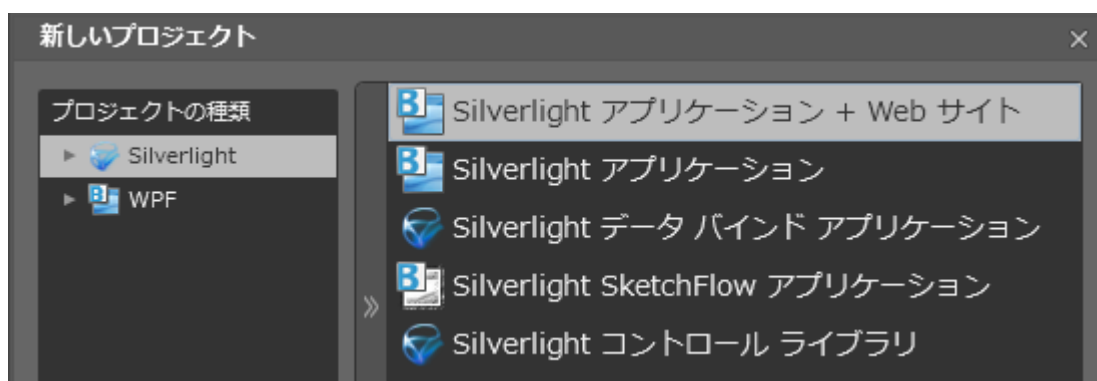 新しいプロジェクト
プロジェクトの種類
Silverlight
WPF
Silverlight アプリケーション + Web サイト
Silverlight アプリケーション
Silverlight データ バインド アプリケーション
Silverlight SketchFlow アプリケーション
Silverlight コントロール ライブラリ